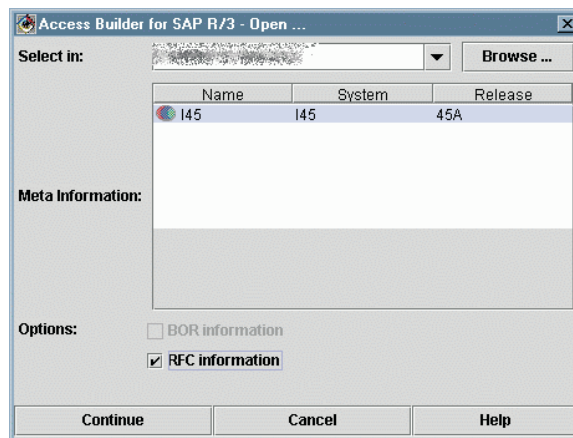 Access Builder for SAP R/3 - Open ...
Select in:
Browse ...
Name System Release
I45 I45 45A
Meta Information:
Options:
BOR information
RFC information
Continue Cancel Help